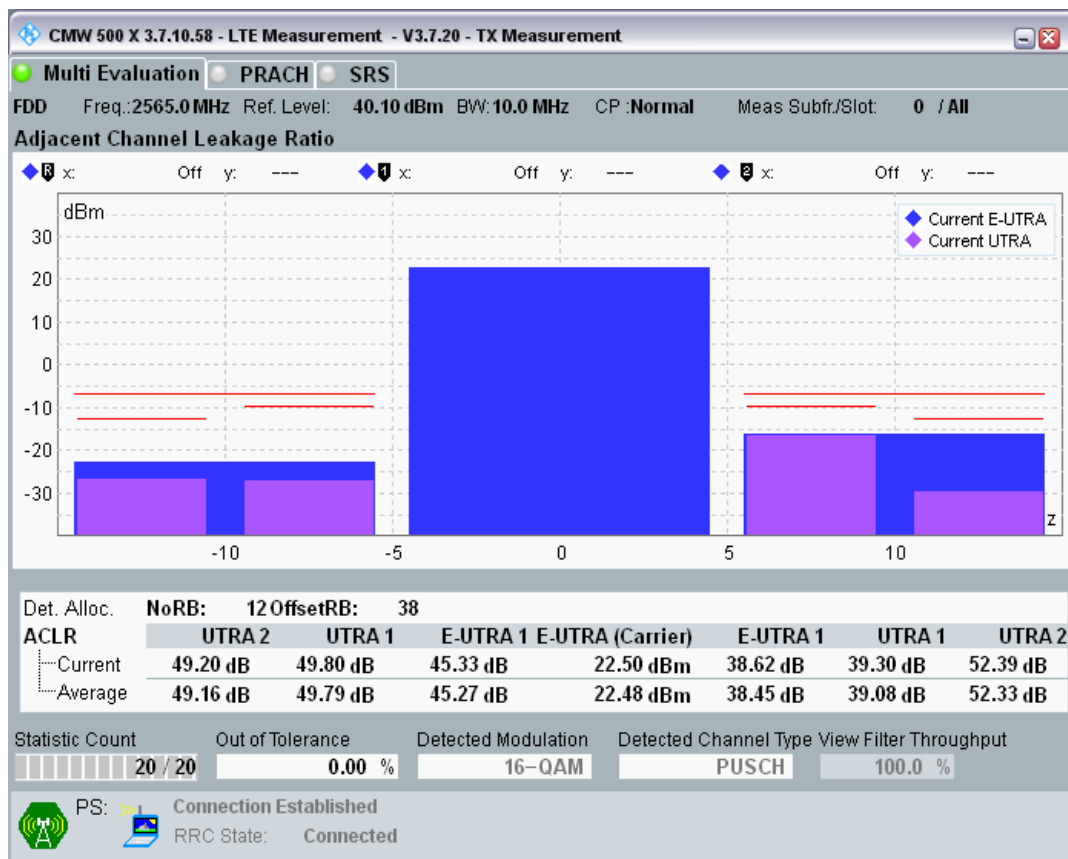 CMW 500 X 3.7.10.58 - LTE Measurement - V3.7.20 - TX Measurement
Multi Evaluation PRACH SRS
FDD Freq.:2565.0 MHz Ref. Level: 40.10 dBm BW: 10.0 MHz CP :Normal Meas Subfr./Slot: 0 / All
Adjacent Channel Leakage Ratio
R x: Off y: --- 1 x: Off y: --- 2 x: Off y: ---
dBm
Current E-UTRA
Current UTRA
30
20
10
0
-10
-20
-30
z
-10 -5 0 5 10
Det. Alloc. NoRB: 12 OffsetRB: 38
ACLR UTRA 2 UTRA 1 E-UTRA 1 E-UTRA (Carrier) E-UTRA 1 UTRA 1 UTRA 2
Current 49.20 dB 49.80 dB 45.33 dB 22.50 dBm 38.62 dB 39.30 dB 52.39 dB
Average 49.16 dB 49.79 dB 45.27 dB 22.48 dBm 38.45 dB 39.08 dB 52.33 dB
Statistic Count Out of Tolerance Detected Modulation Detected Channel Type View Filter Throughput
20 / 20 0.00 % 16-QAM PUSCH 100.0 %
PS: Connection Established
RRC State: Connected